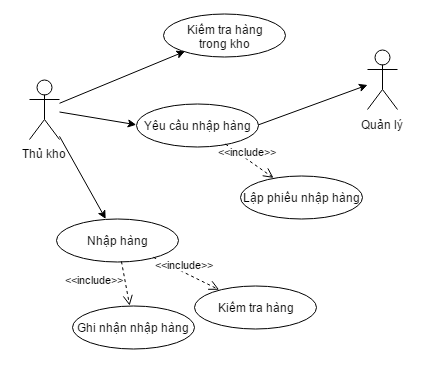 Kiểm tra hàng
trong kho
Yêu cầu nhập hàng
Thủ kho
Quản lý
<<include>>
Lập phiếu nhập hàng
Nhập hàng
<<include>>
<<include>>
Kiểm tra hàng
Ghi nhận nhập hàng